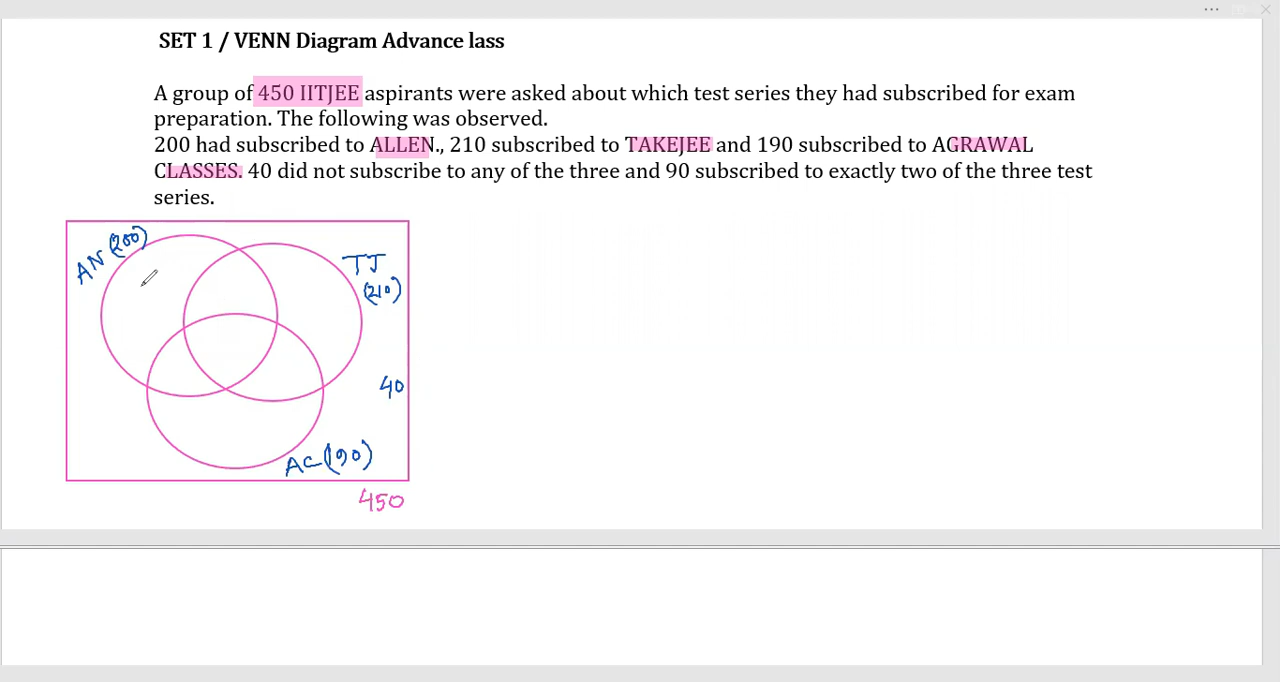 SET 1 / VENN Diagram Advance lass
A group of 450 IITJEE aspirants were asked about which test series they had subscribed for exam
preparation. The following was observed.
200 had subscribed to ALLEN., 210 subscribed to TAKEJEE and 190 subscribed to AGRAWAL
CLASSES. 40 did not subscribe to any of the three and 90 subscribed to exactly two of the three test
series.
AN (200)
TJ
(210)
40
AC (190)
450